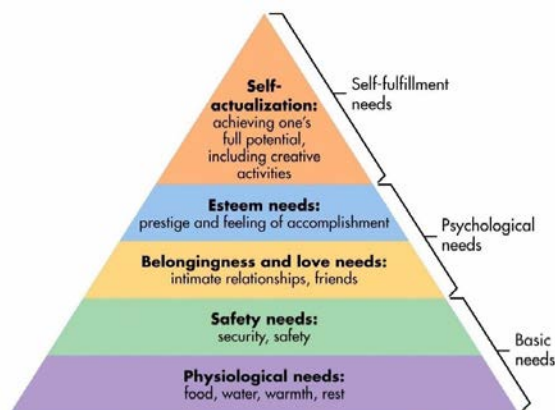 Self-
actualization:
achieving one's
full potential,
including creative
activities
Self-fulfillment
needs
Esteem needs:
prestige and feeling of accomplishment
Belongingness and love needs:
intimate relationships, friends
Psychological
needs
Safety needs:
security, safety
Physiological needs:
food, water, warmth, rest
Basic
needs